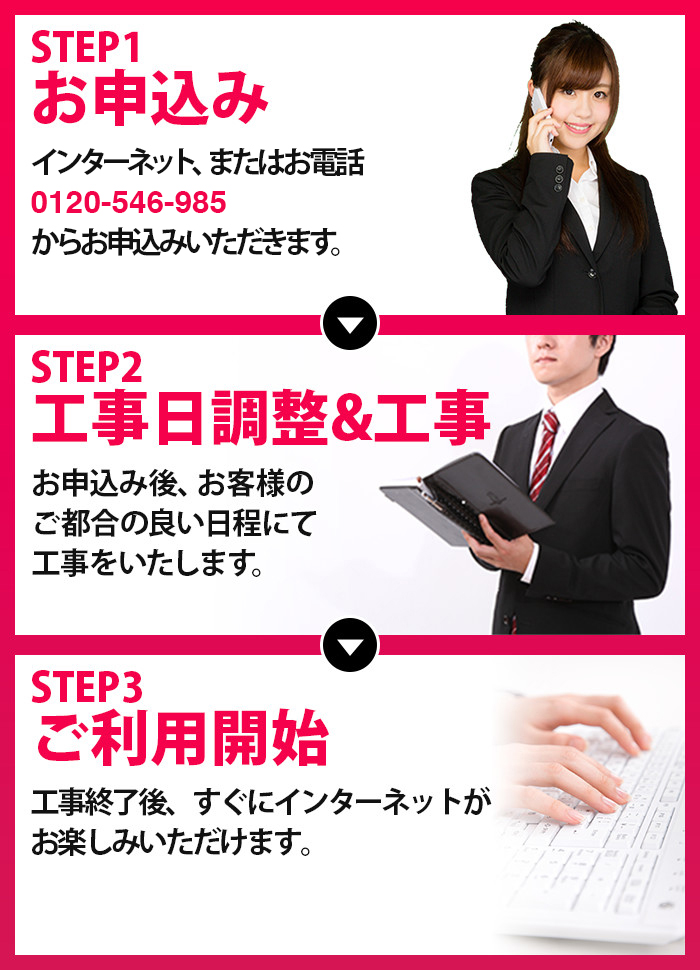 STEP1
お申込み
インターネット、またはお電話
0120-546-985
からお申込みいただきます。
STEP2
工事日調整&工事
お申込み後、お客様の
ご都合の良い日程にて
工事をいたします。
STEP3
ご利用開始
工事終了後、すぐにインターネットが
お楽しみいただけます。